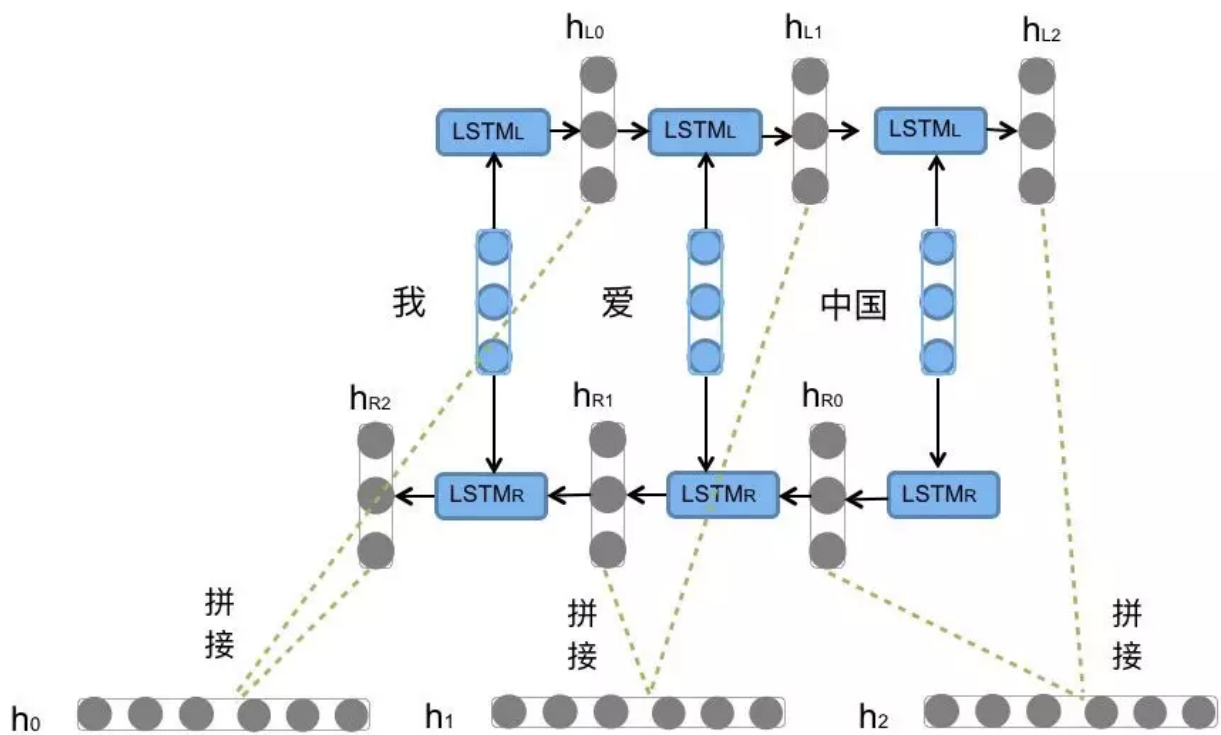 hL0 hL1 hL2
LSTML LSTML LSTML
我 爱 中国
hR2 hR1 hR0
LSTMR LSTMR LSTMR
拼 拼 拼
接 接 接
h0 h1 h2